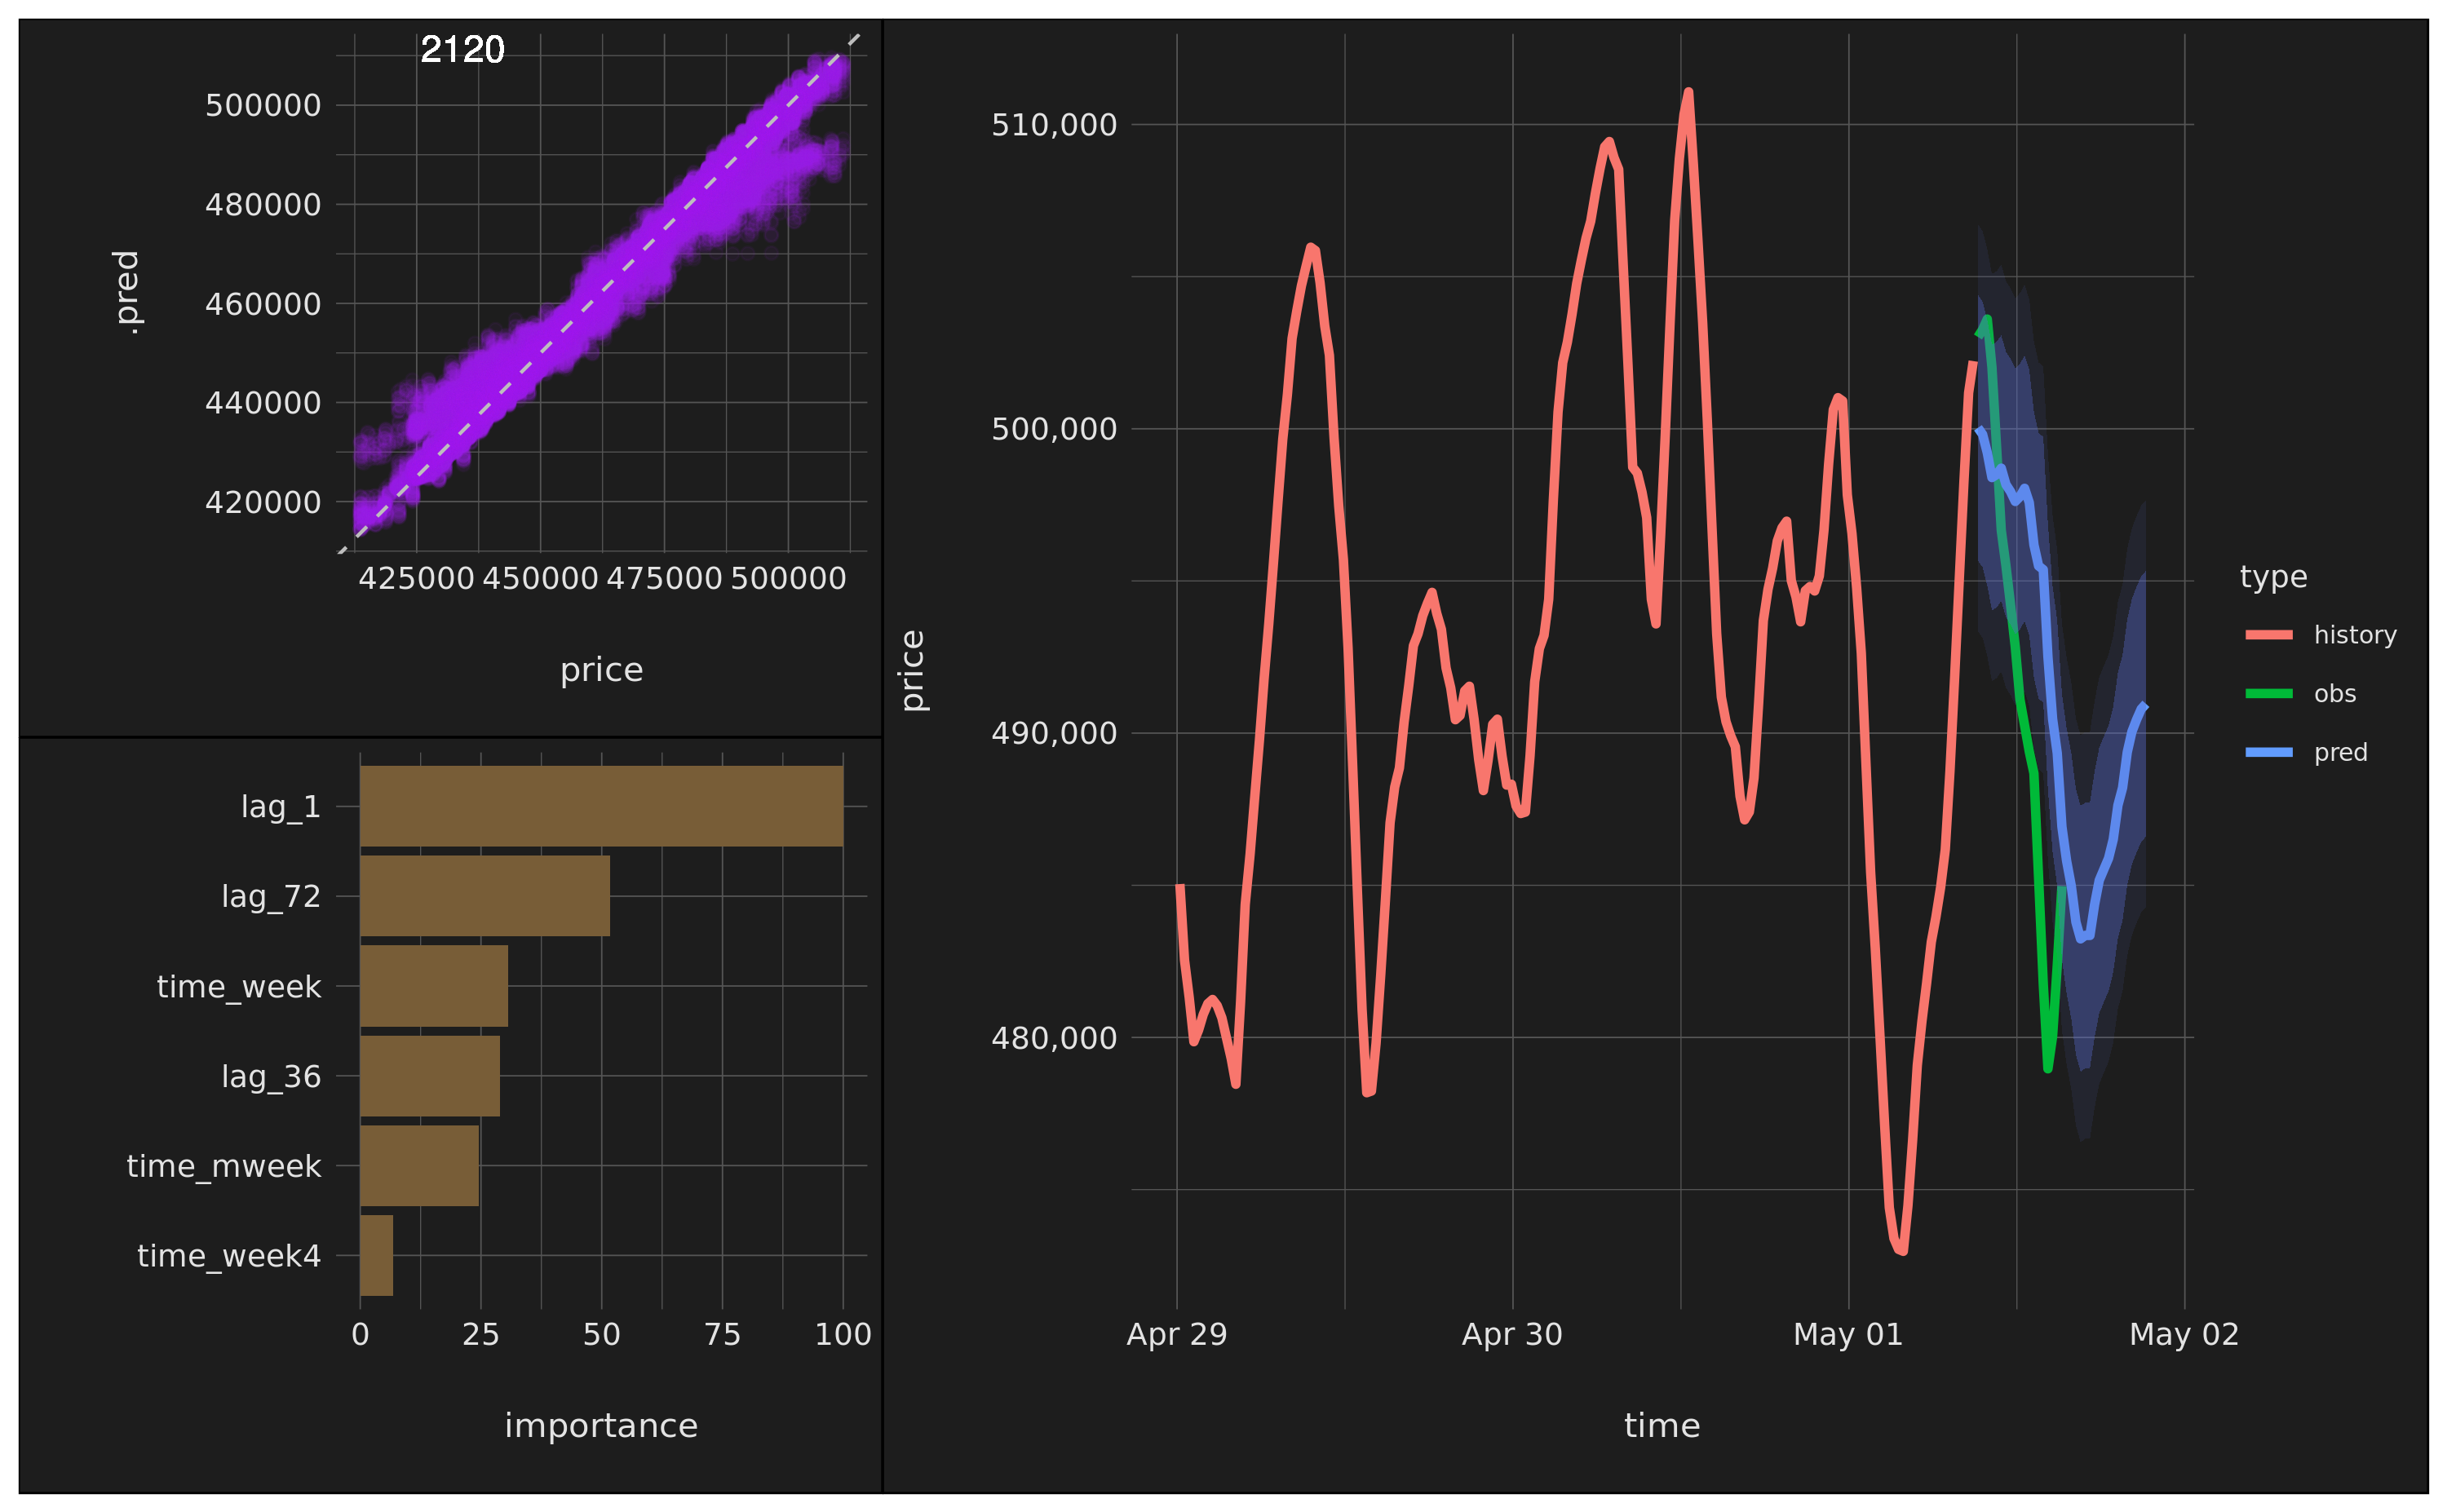 2120
500000
480000
460000
440000
420000
.pred
425000 450000 475000 500000
price
lag_1
lag_72
time_week
lag_36
time_mweek
time_week4
0 25 50 75 100
importance
510,000
500,000
490,000
480,000
price
Apr 29 Apr 30 May 01 May 02
time
type
history
obs
pred